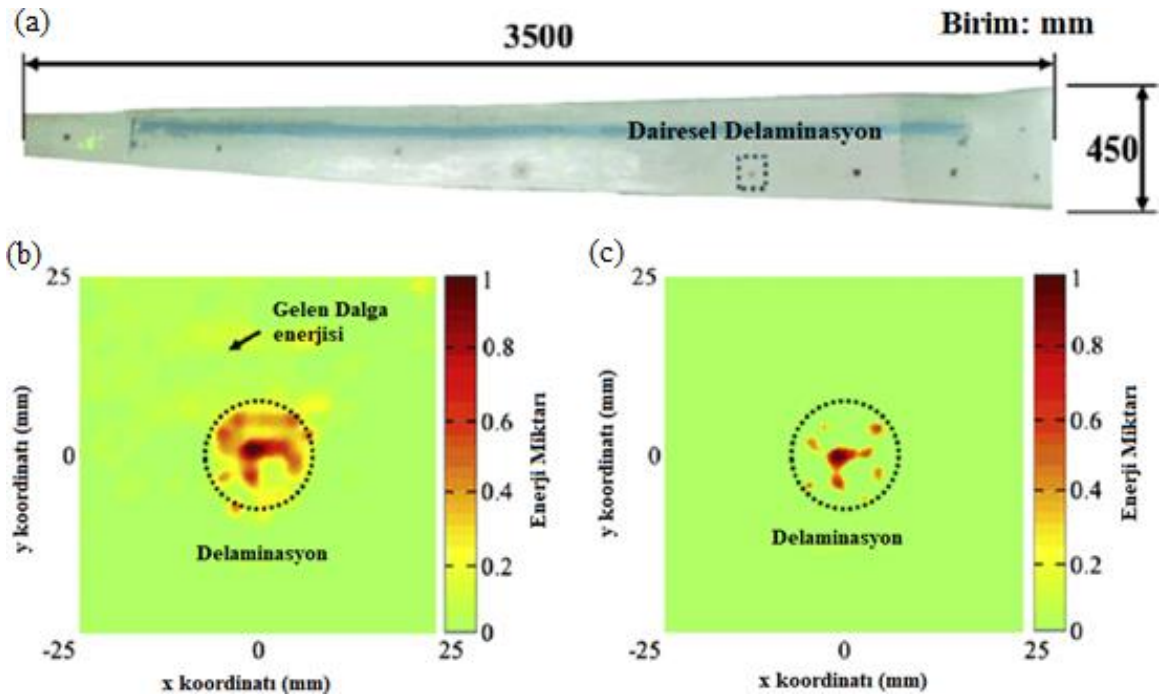 (a)
3500
Birim: mm
Dairesel Delaminasyon
450
(b)
25
Gelen Dalga
enerjisi
Delaminasyon
0
-25
0
25
y koordinatı (mm)
x koordinatı (mm)
1
0.8
0.6
0.4
0.2
0
Enerji Miktarı
(c)
25
Delaminasyon
0
-25
0
25
y koordinatı (mm)
x koordinatı (mm)
1
0.8
0.6
0.4
0.2
0
Enerji Miktarı